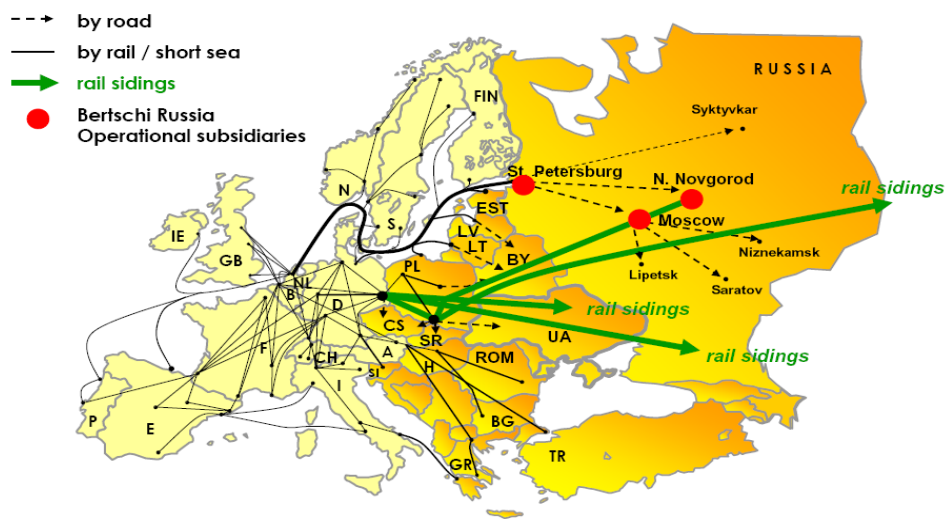 by road
by rail / short sea
rail sidings
Bertschi Russia
Operational subsidiaries
RUSSIA
FIN
Syktyvkar
St. Petersburg
N. Novgorod
rail sidings
N
S
EST
Moscow
IE
LV
GB
LT
BY
Niznekamsk
PL
Lipetsk
NL
Saratov
B
D
rail sidings
CS
UA
SR
F
A
CH
ROM
rail sidings
H
SI
I
P
E
BG
TR
GR